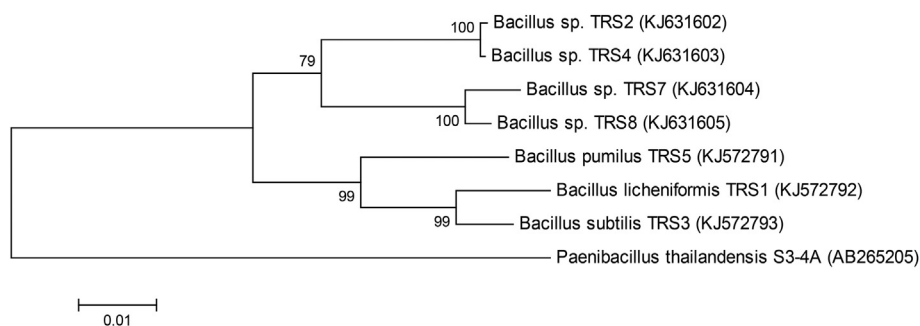 Bacillus sp. TRS2 (KJ631602)
100
Bacillus sp. TRS4 (KJ631603)
79
Bacillus sp. TRS7 (KJ631604)
100
Bacillus sp. TRS8 (KJ631605)
Bacillus pumilus TRS5 (KJ572791)
99
Bacillus licheniformis TRS1 (KJ572792)
99
Bacillus subtilis TRS3 (KJ572793)
Paenibacillus thailandensis S3-4A (AB265205)
0.01